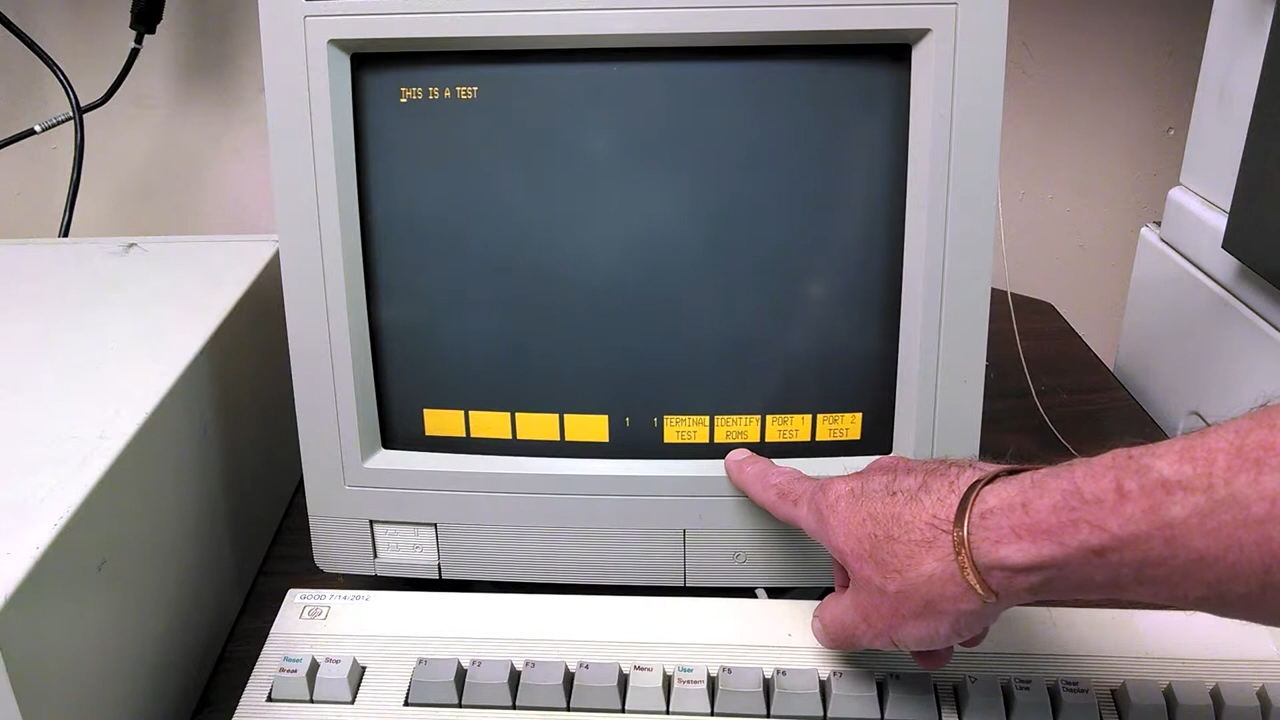 THIS IS A TEST
1 1
TERMINAL TEST
IDENTIFY ROMS
PORT 1 TEST
PORT 2 TEST
GOOD 7/14/2012
hp
Reset
Break
Stop
F1
F2
F3
F4
Menu
User
System
F5
F6
F7
F8
Clear
Line
Clear
Display